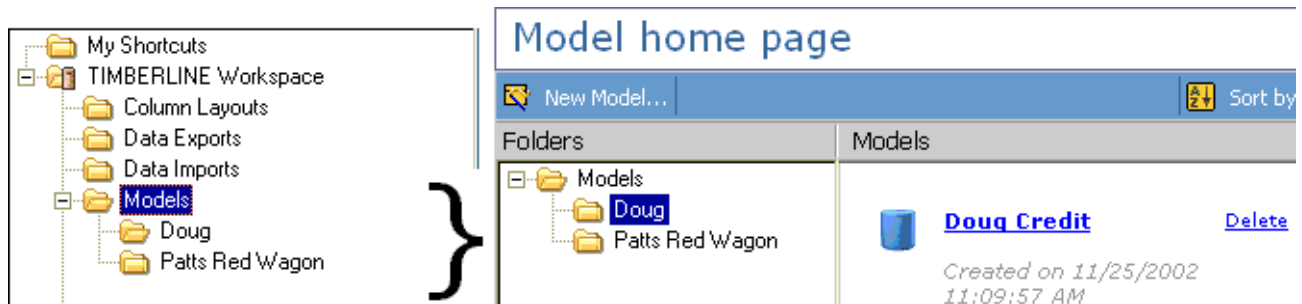 My Shortcuts
TIMBERLINE Workspace
Column Layouts
Data Exports
Data Imports
Models
Doug
Patts Red Wagon
}
Model home page
New Model... Sort by
Folders Models
Models
Doug
Patts Red Wagon
Doug Credit Delete
Created on 11/25/2002
11:09:57 AM